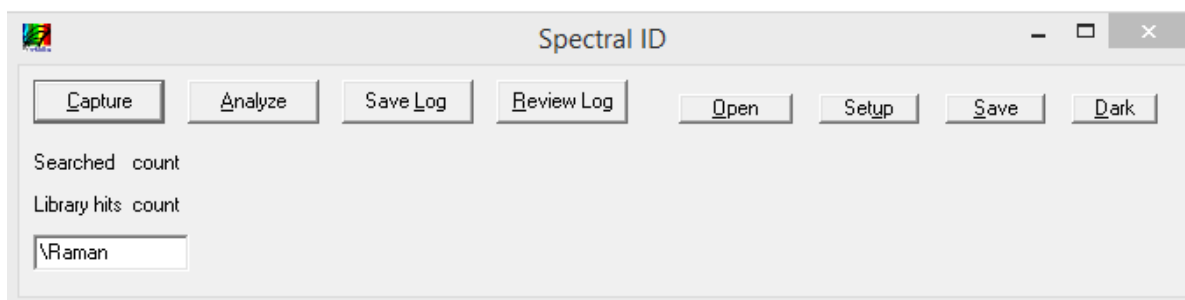 Spectral ID
Capture Analyze Save Log Review Log Open Setup Save Dark
Searched count
Library hits count
\Raman